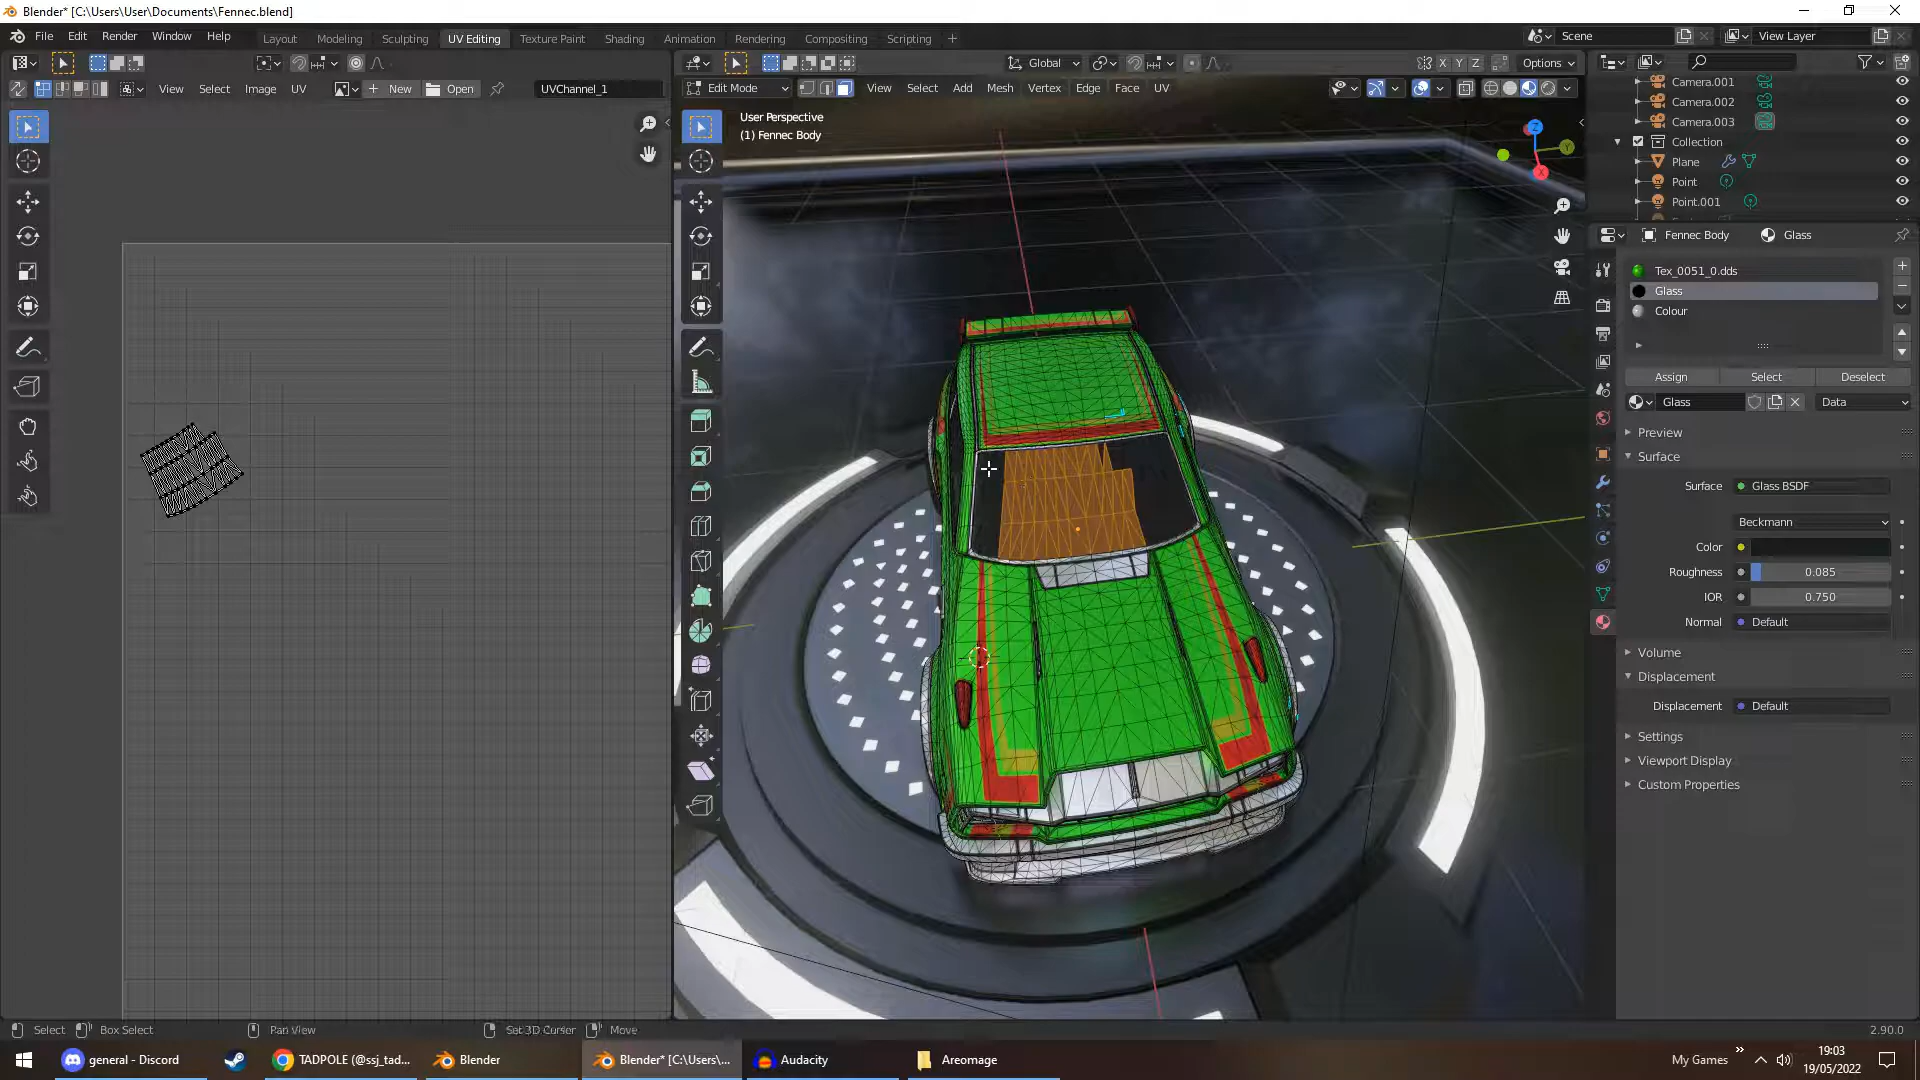 Blender* [C:\Users\User\Documents\Fennec.blend]
File Edit Render Window Help
Layout Modeling Sculpting UV Editing Texture Paint Shading Animation Rendering Compositing Scripting
Scene
View Layer
Global
X Y Z
Options
View Select Image UV
New
Open
UVChannel_1
Edit Mode
View Select Add Mesh Vertex Edge Face UV
User Perspective
(1) Fennec Body
Z
Y
X
Camera.001
Camera.002
Camera.003
Collection
Plane
Point
Point.001
Fennec Body
Glass
Tex_0051_0.dds
Glass
Colour
Assign
Select
Deselect
Glass
Data
Preview
Surface
Surface
Glass BSDF
Beckmann
Color
Roughness
0.085
IOR
0.750
Normal
Default
Volume
Displacement
Displacement
Default
Settings
Viewport Display
Custom Properties
Select
Box Select
Pan View
Set 3D Cursor
Move
2.90.0
general - Discord
TADPOLE (@ssj_tad...
Blender
Blender* [C:\Users\...
Audacity
Areomage
My Games
19:03
19/05/2022